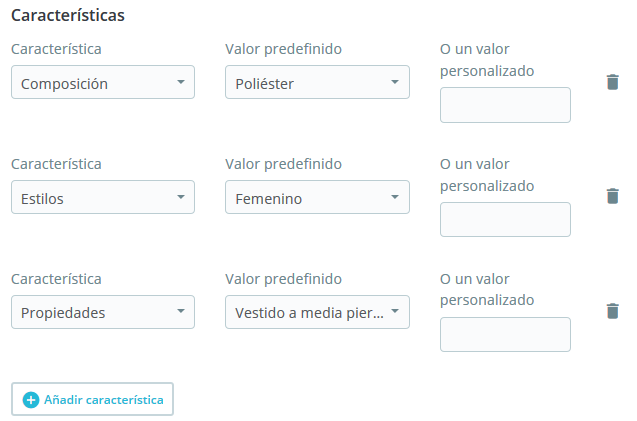 Características
Característica
Valor predefinido
O un valor
personalizado
Composición
Poliéster
Característica
Valor predefinido
O un valor
personalizado
Estilos
Femenino
Característica
Valor predefinido
O un valor
personalizado
Propiedades
Vestido a media pier...
Añadir característica